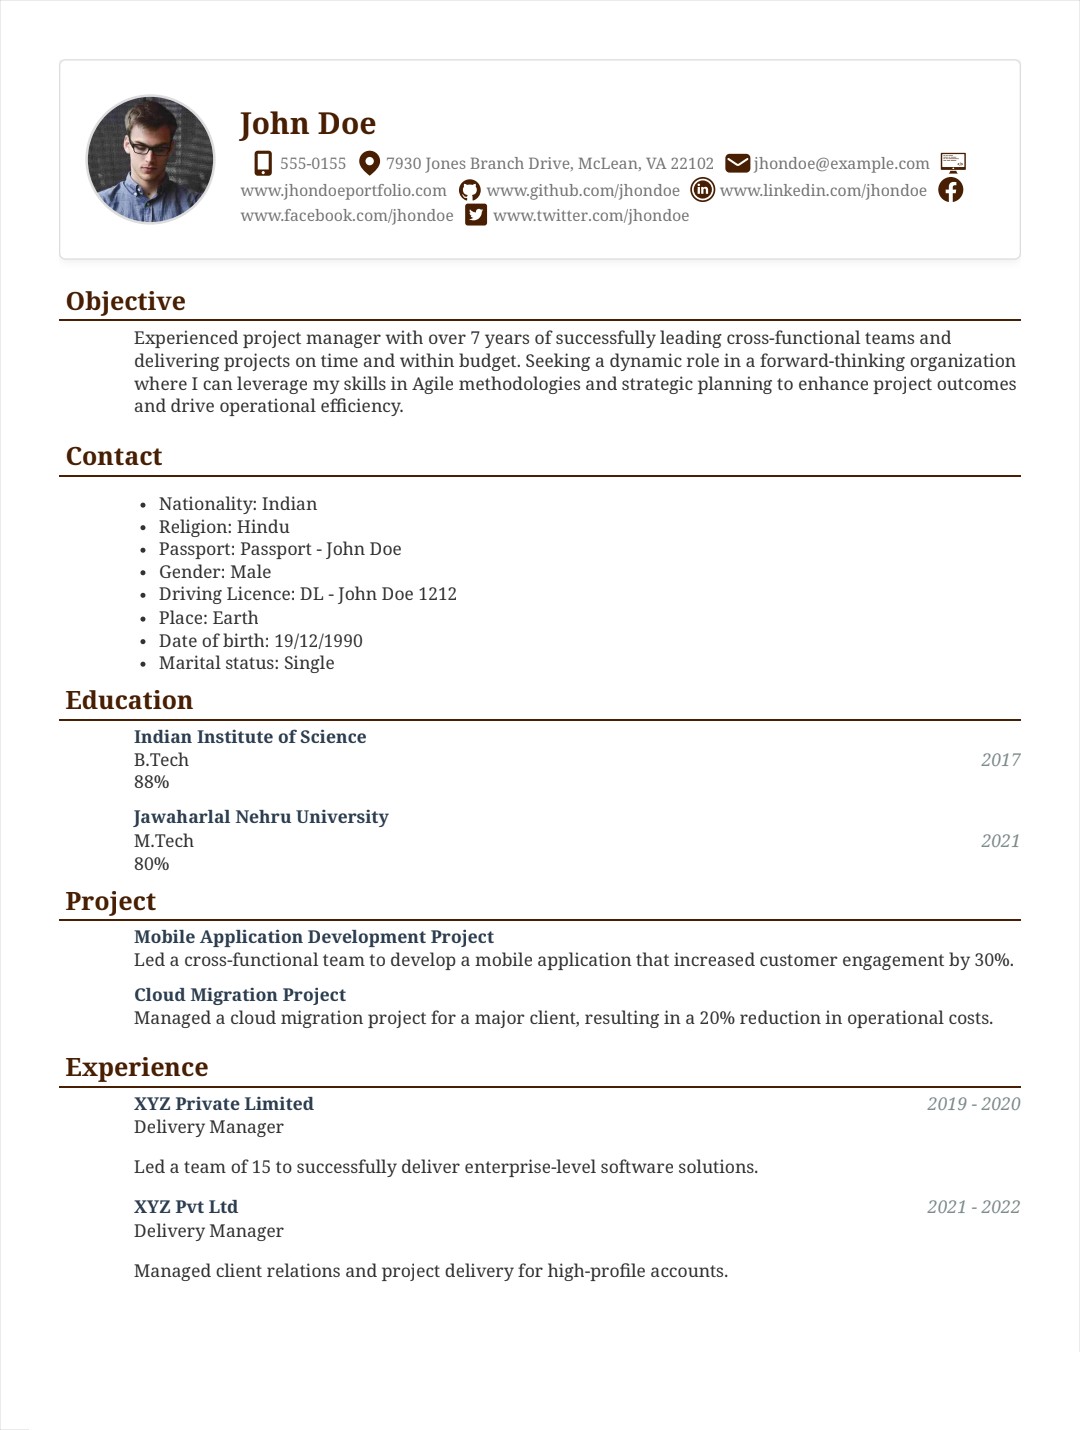 John Doe
555-0155 7930 Jones Branch Drive, McLean, VA 22102 jhondoe@example.com
www.jhondoeportfolio.com www.github.com/jhondoe www.linkedin.com/jhondoe
www.facebook.com/jhondoe www.twitter.com/jhondoe
Objective
Experienced project manager with over 7 years of successfully leading cross-functional teams and
delivering projects on time and within budget. Seeking a dynamic role in a forward-thinking organization
where I can leverage my skills in Agile methodologies and strategic planning to enhance project outcomes
and drive operational efficiency.
Contact
• Nationality: Indian
• Religion: Hindu
• Passport: Passport - John Doe
• Gender: Male
• Driving Licence: DL - John Doe 1212
• Place: Earth
• Date of birth: 19/12/1990
• Marital status: Single
Education
Indian Institute of Science
B.Tech 2017
88%
Jawaharlal Nehru University
M.Tech 2021
80%
Project
Mobile Application Development Project
Led a cross-functional team to develop a mobile application that increased customer engagement by 30%.
Cloud Migration Project
Managed a cloud migration project for a major client, resulting in a 20% reduction in operational costs.
Experience
XYZ Private Limited 2019 - 2020
Delivery Manager
Led a team of 15 to successfully deliver enterprise-level software solutions.
XYZ Pvt Ltd 2021 - 2022
Delivery Manager
Managed client relations and project delivery for high-profile accounts.